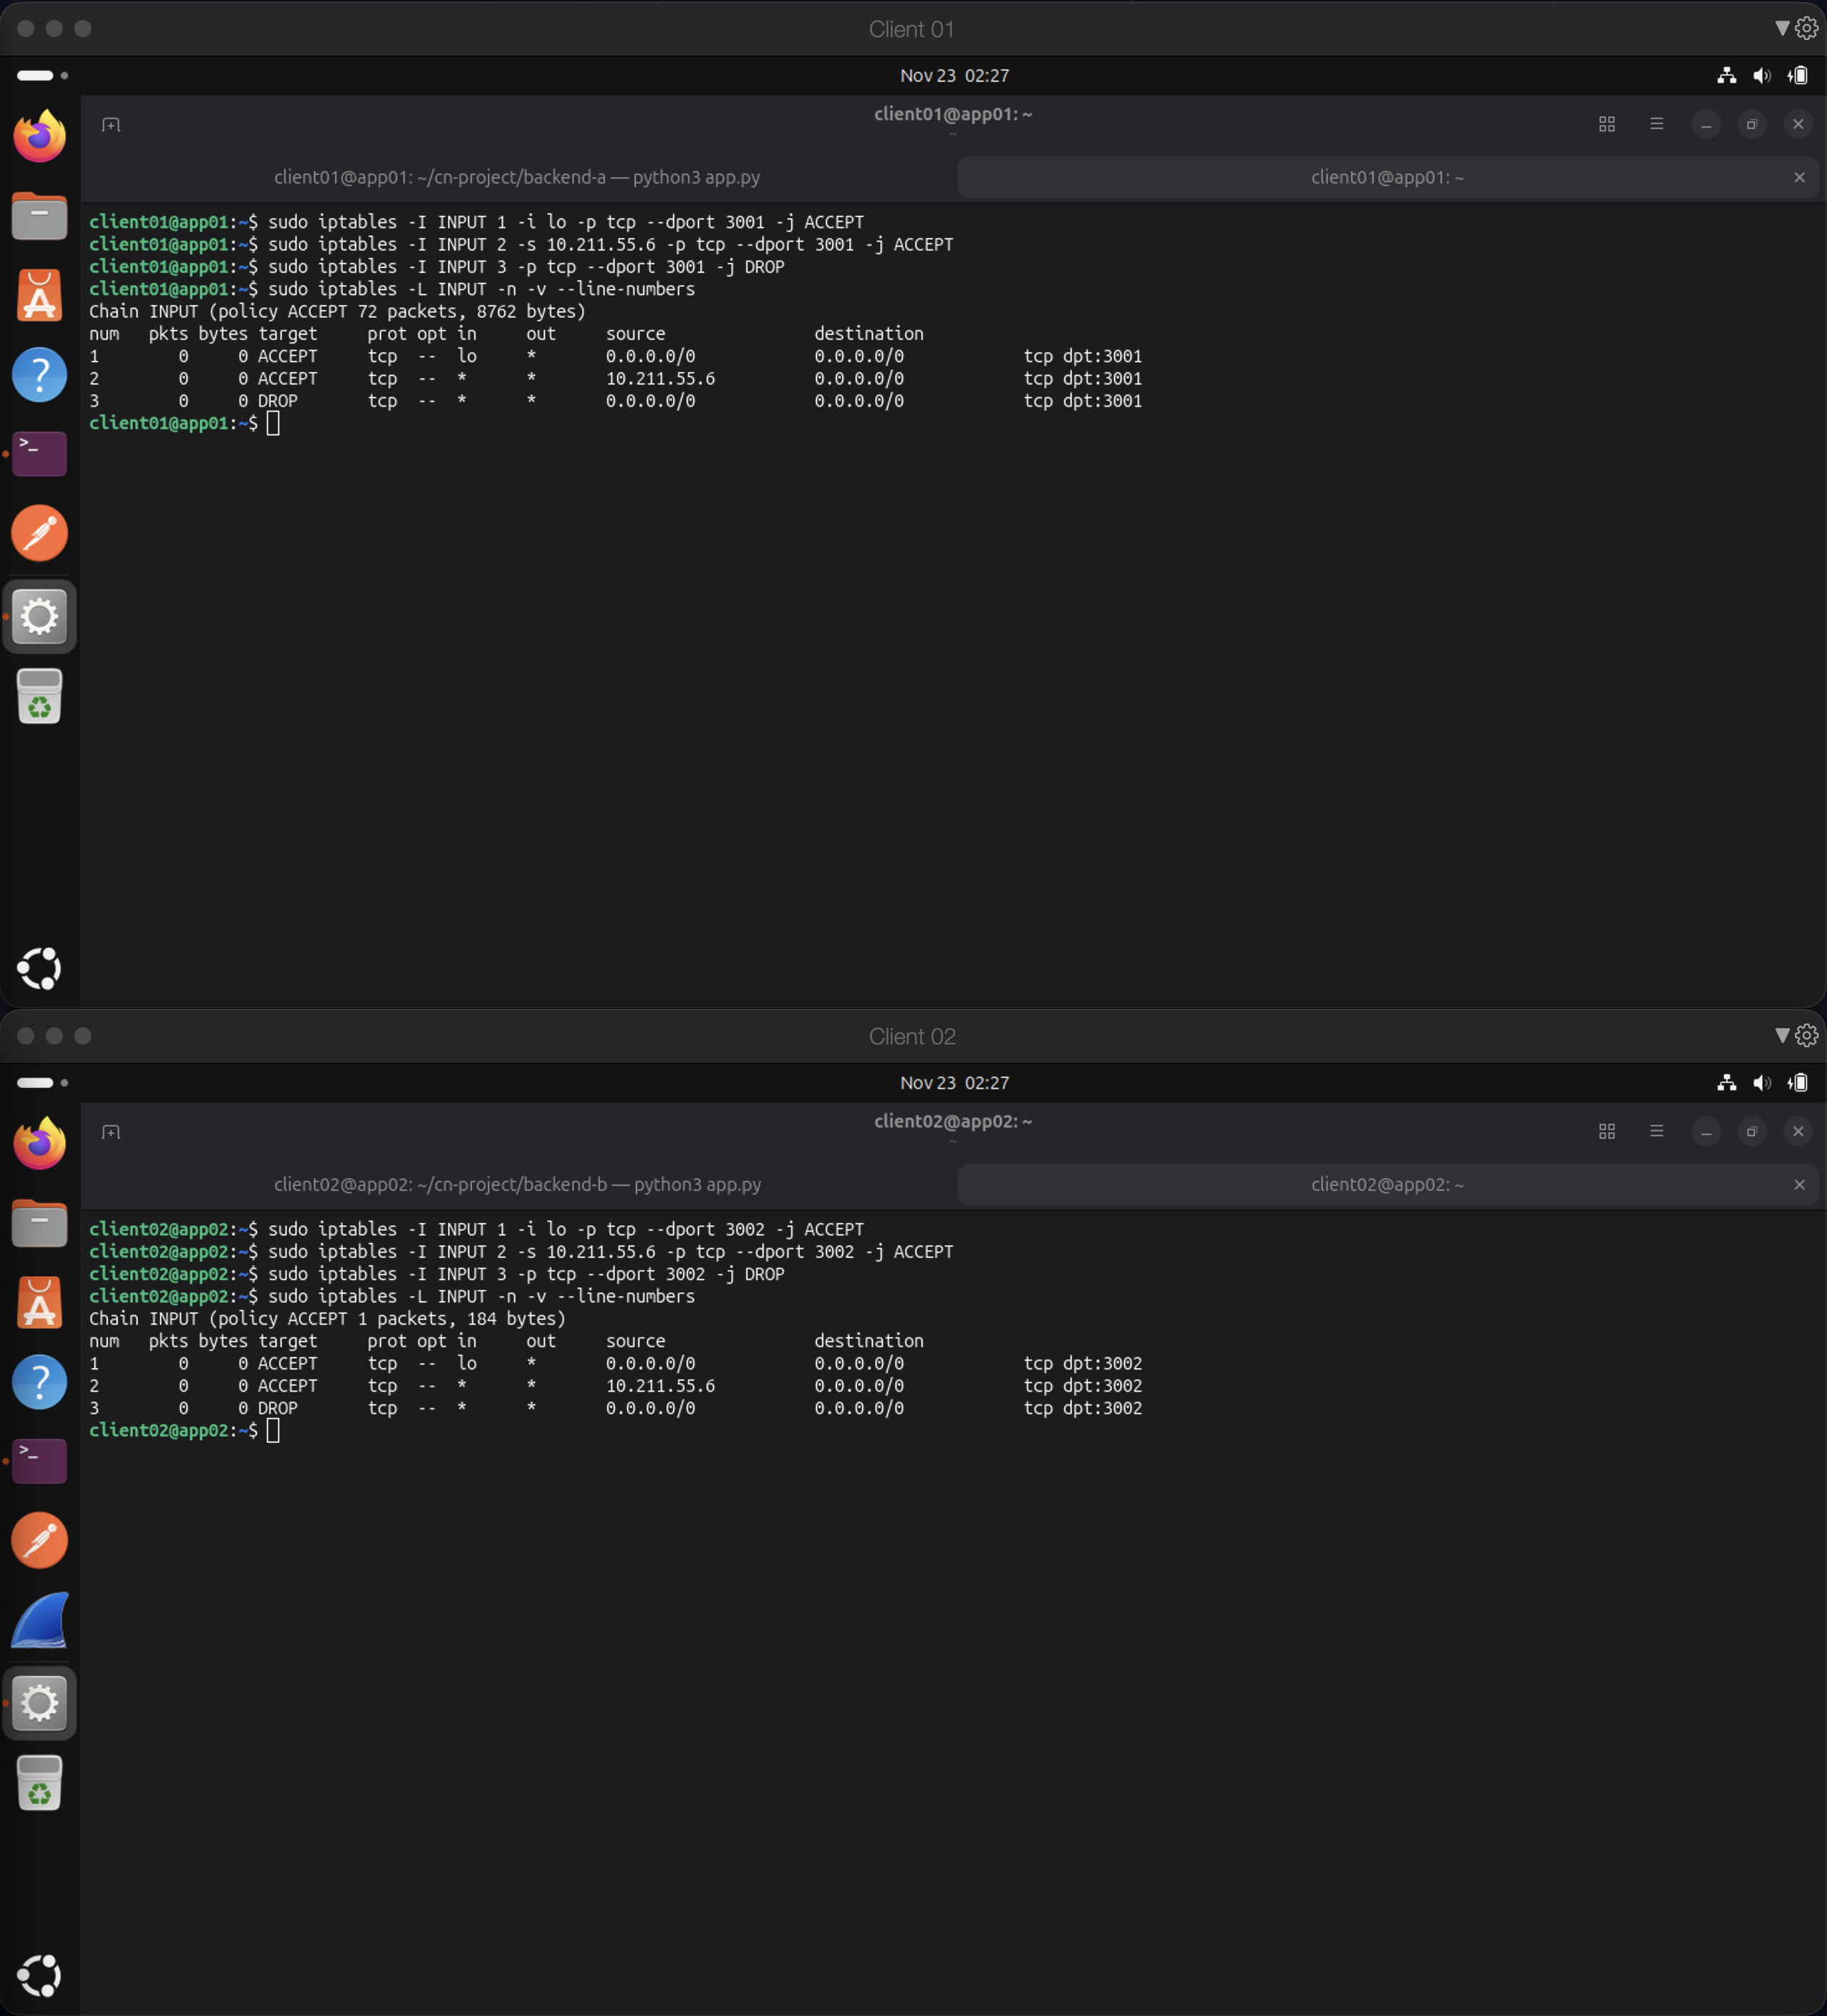 Client 01
Nov 23 02:27
client01@app01: ~
~
client01@app01: ~/cn-project/backend-a — python3 app.py
client01@app01: ~
client01@app01:~$ sudo iptables -I INPUT 1 -i lo -p tcp --dport 3001 -j ACCEPT
client01@app01:~$ sudo iptables -I INPUT 2 -s 10.211.55.6 -p tcp --dport 3001 -j ACCEPT
client01@app01:~$ sudo iptables -I INPUT 3 -p tcp --dport 3001 -j DROP
client01@app01:~$ sudo iptables -L INPUT -n -v --line-numbers
Chain INPUT (policy ACCEPT 72 packets, 8762 bytes)
num   pkts bytes target     prot opt in     out     source               destination
1        0     0 ACCEPT     tcp  --  lo     *       0.0.0.0/0            0.0.0.0/0            tcp dpt:3001
2        0     0 ACCEPT     tcp  --  *      *       10.211.55.6          0.0.0.0/0            tcp dpt:3001
3        0     0 DROP       tcp  --  *      *       0.0.0.0/0            0.0.0.0/0            tcp dpt:3001
client01@app01:~$
Client 02
Nov 23 02:27
client02@app02: ~
~
client02@app02: ~/cn-project/backend-b — python3 app.py
client02@app02: ~
client02@app02:~$ sudo iptables -I INPUT 1 -i lo -p tcp --dport 3002 -j ACCEPT
client02@app02:~$ sudo iptables -I INPUT 2 -s 10.211.55.6 -p tcp --dport 3002 -j ACCEPT
client02@app02:~$ sudo iptables -I INPUT 3 -p tcp --dport 3002 -j DROP
client02@app02:~$ sudo iptables -L INPUT -n -v --line-numbers
Chain INPUT (policy ACCEPT 1 packets, 184 bytes)
num   pkts bytes target     prot opt in     out     source               destination
1        0     0 ACCEPT     tcp  --  lo     *       0.0.0.0/0            0.0.0.0/0            tcp dpt:3002
2        0     0 ACCEPT     tcp  --  *      *       10.211.55.6          0.0.0.0/0            tcp dpt:3002
3        0     0 DROP       tcp  --  *      *       0.0.0.0/0            0.0.0.0/0            tcp dpt:3002
client02@app02:~$